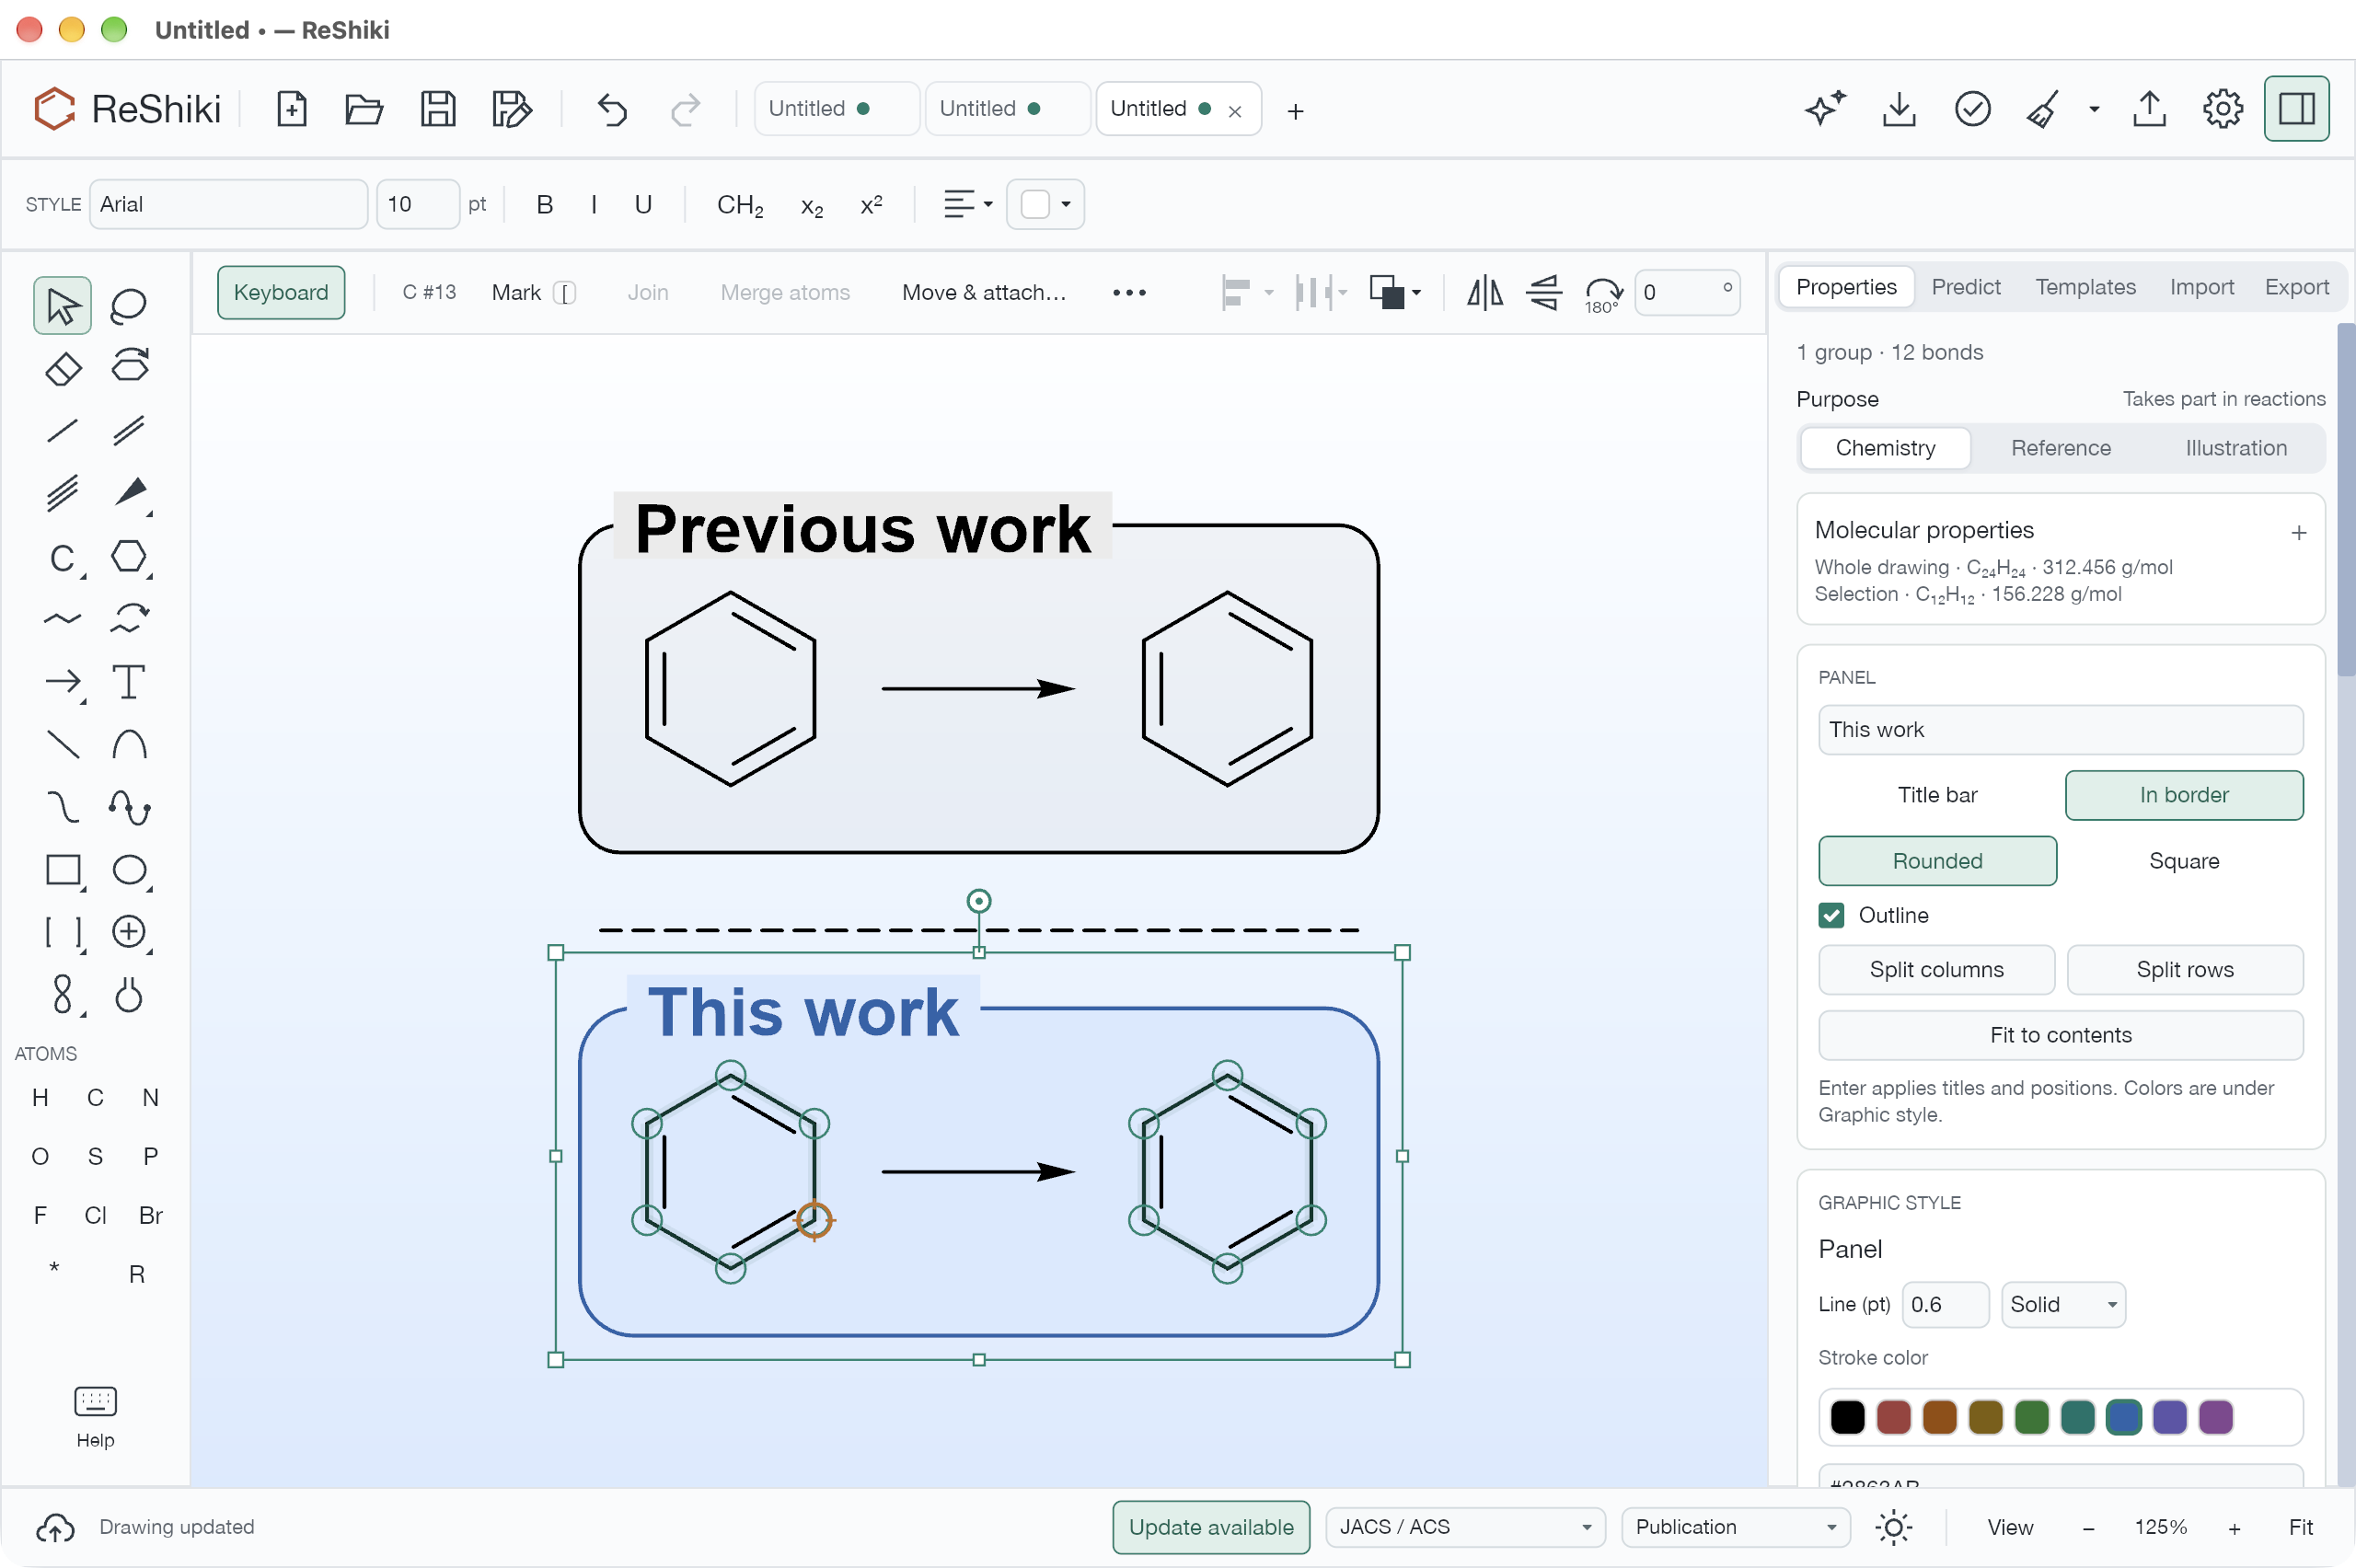 Untitled • — ReShiki
ReShiki
Untitled
Untitled
Untitled
STYLE Arial 10 pt B I U CH₂ x₂ x²
Keyboard C #13 Mark [ Join Merge atoms Move & attach... 180° 0 °
Properties Predict Templates Import Export
1 group · 12 bonds
Purpose Takes part in reactions
Chemistry Reference Illustration
Molecular properties
Whole drawing · C₂₄H₂₄ · 312.456 g/mol
Selection · C₁₂H₁₂ · 156.228 g/mol
PANEL
This work
Title bar In border
Rounded Square
Outline
Split columns Split rows
Fit to contents
Enter applies titles and positions. Colors are under
Graphic style.
GRAPHIC STYLE
Panel
Line (pt) 0.6 Solid
Stroke color
Previous work
This work
C
T
ATOMS
H C N
O S P
F Cl Br
* R
Help
Drawing updated
Update available JACS / ACS Publication View – 125% + Fit